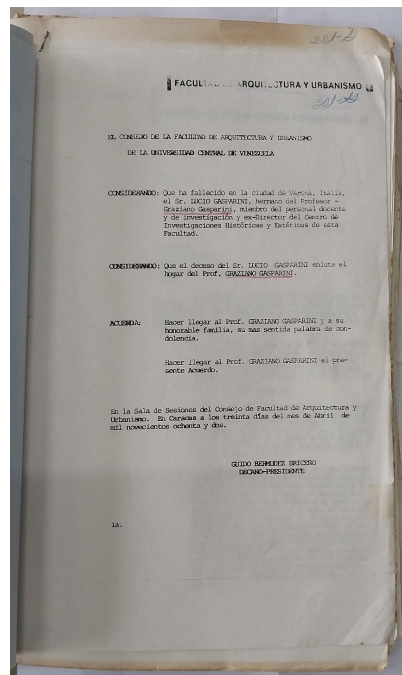 201-A
FACULTAD DE ARQUITECTURA Y URBANISMO
201-A
EL CONSEJO DE LA FACULTAD DE ARQUITECTURA Y URBANISMO
DE LA UNIVERSIDAD CENTRAL DE VENEZUELA
CONSIDERANDO: Que ha fallecido en la ciudad de Verona, Italia,
el Sr. LUCIO GASPARINI, hermano del Profesor -
Graziano Gasparini, miembro del personal docente
y de investigación y ex-Director del Centro de
Investigaciones Históricas y Estéticas de esta
Facultad.
CONSIDERANDO: Que el deceso del Sr. LUCIO GASPARINI enluta el
hogar del Prof, GRAZIANO GASPARINI.
ACUERDA: Hacer llegar al Prof. GRAZIANO GASPARINI y a su
honorable familia, su mas sentida palabra de con-
dolencia.
Hacer llegar al Prof. GRAZIANO GASPARINI el pre-
sente Acuerdo.
En la Sala de Sesiones del Consejo de Facultad de Arquitectura y
Urbanismo. En Caracas a los treinta días del mes de Abril de
mil novecientos ochenta y dos.
GUIDO BERMUDEZ BRICEÑO
DECANO-PRESIDENTE
ia.